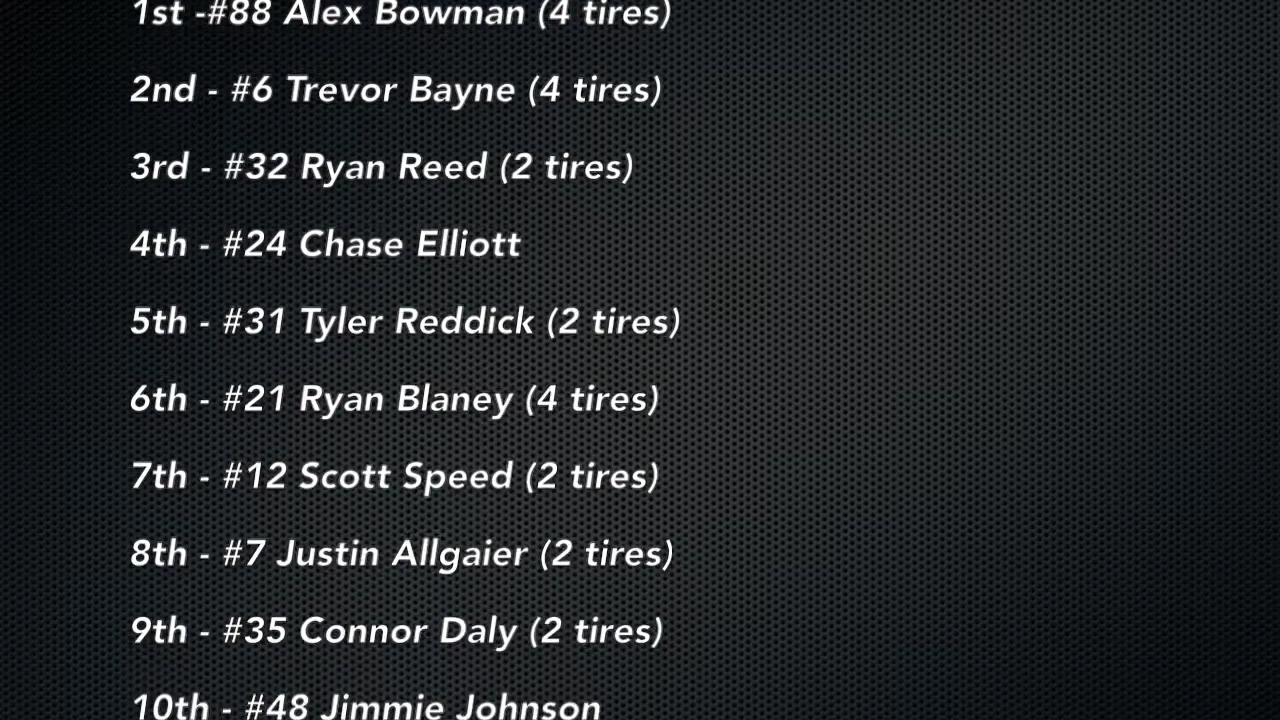 1st -#88 Alex Bowman (4 tires)
2nd - #6 Trevor Bayne (4 tires)
3rd - #32 Ryan Reed (2 tires)
4th - #24 Chase Elliott
5th - #31 Tyler Reddick (2 tires)
6th - #21 Ryan Blaney (4 tires)
7th - #12 Scott Speed (2 tires)
8th - #7 Justin Allgaier (2 tires)
9th - #35 Connor Daly (2 tires)
10th - #48 Jimmie Johnson